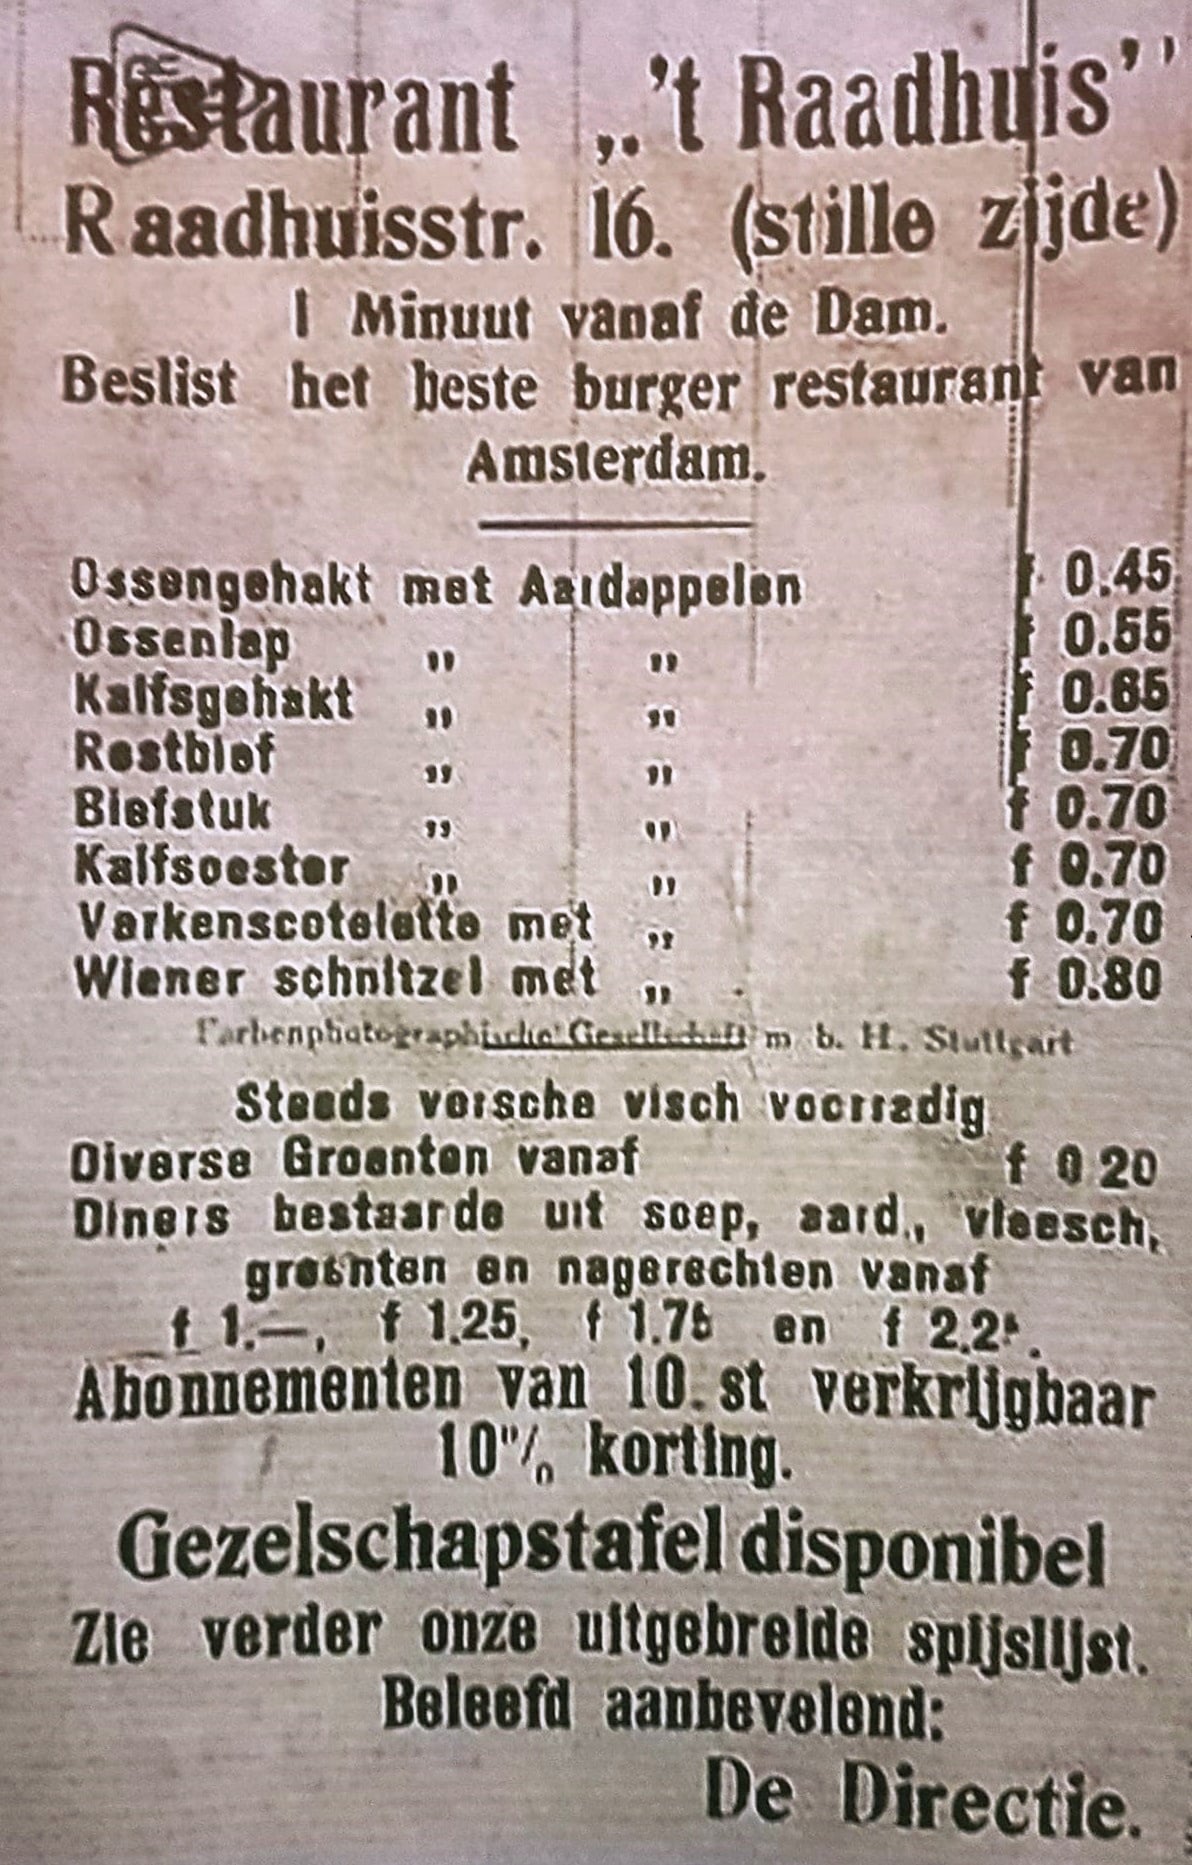 Restaurant „. 't Raadhuis''
Raadhuisstr. 16. (stille zijde)
1 Minuut vanaf de Dam.
Beslist het beste burger restaurant van
Amsterdam.
Ossengehakt met Aardappelen f 0.45
Ossenlap „ „ f 0.55
Kalfsgehakt „ „ f 0.65
Rostbief „ „ f 0.70
Biefstuk „ „ f 0.70
Kalfsoester „ „ f 0.70
Varkenscotelette met „ f 0.70
Wiener schnitzel met „ f 0.80
Farbenphotographische Gesellschaft m. b. H. Stuttgart
Steeds versche visch voorradig
Diverse Groenten vanaf f 0 20
Diners bestaande uit soep, aard., vleesch,
groenten en nagerechten vanaf
f 1.—, f 1.25, f 1.75 en f 2.25.
Abonnementen van 10. st verkrijgbaar
10% korting.
Gezelschapstafel disponibel
Zie verder onze uitgebreide spijslijst.
Beleefd aanbevelend:
De Directie.